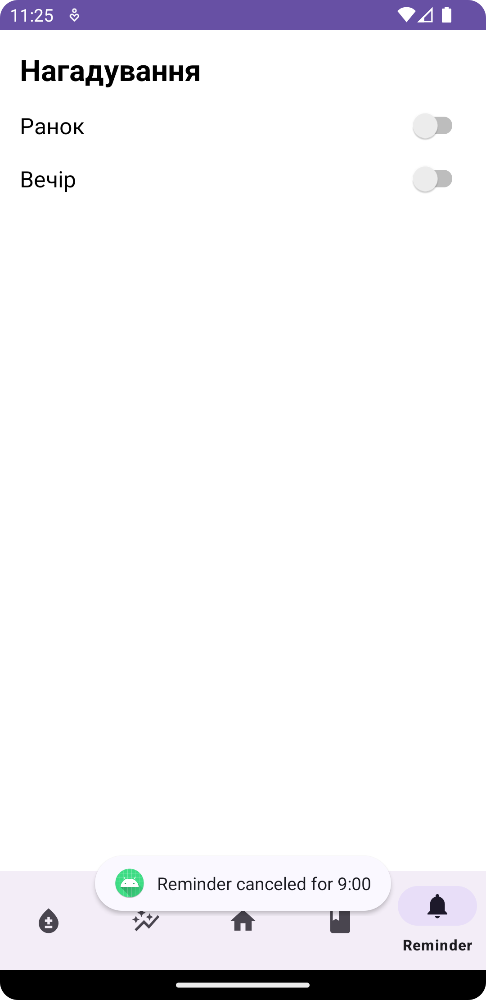 11:25
Нагадування
Ранок
Вечір
Reminder canceled for 9:00
Reminder